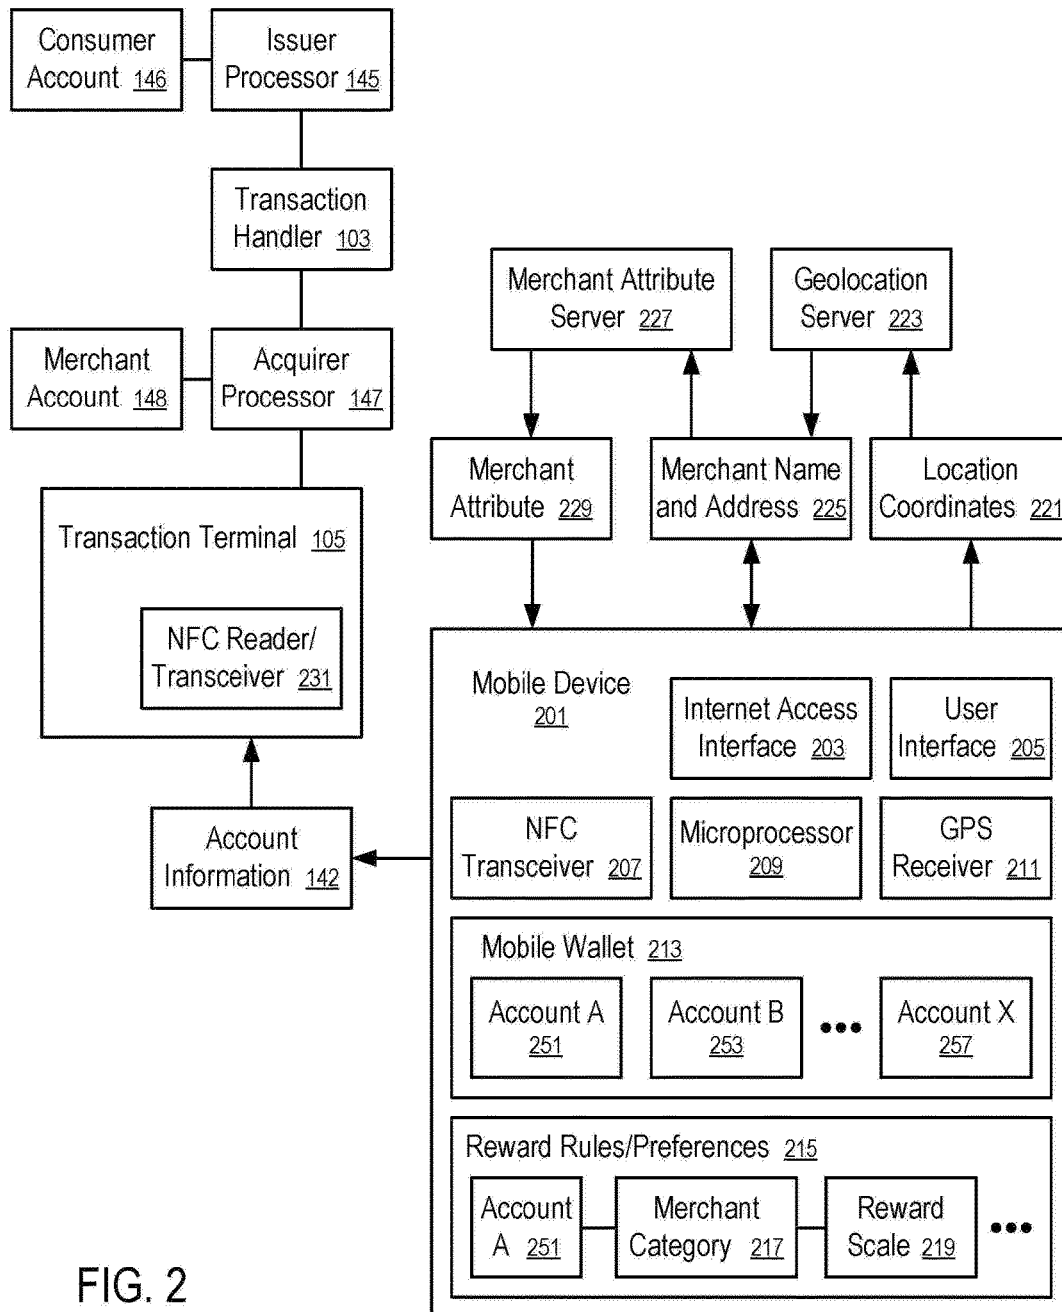 Consumer
Account 146
Issuer
Processor 145
Transaction
Handler 103
Merchant Attribute
Server 227
Geolocation
Server 223
Merchant
Account 148
Acquirer
Processor 147
Merchant
Attribute 229
Merchant Name
and Address 225
Location
Coordinates 221
Transaction Terminal 105
NFC Reader/
Transceiver 231
Mobile Device
201
Internet Access
Interface 203
User
Interface 205
Account
Information 142
NFC
Transceiver 207
Microprocessor
209
GPS
Receiver 211
Mobile Wallet 213
Account A
251
Account B
253
•••
Account X
257
Reward Rules/Preferences 215
Account
A 251
Merchant
Category 217
Reward
Scale 219
•••
FIG. 2